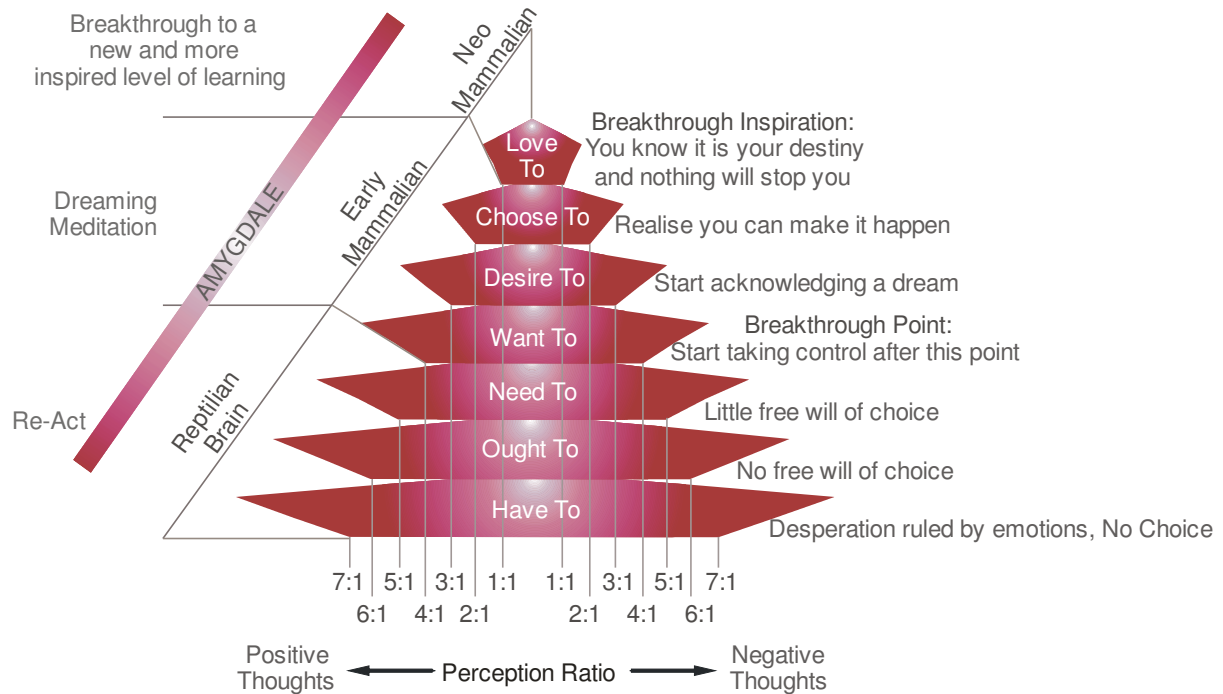 Breakthrough to a
new and more
inspired level of learning
Neo
Mammalian
Breakthrough Inspiration:
You know it is your destiny
and nothing will stop you
Love
To
Dreaming
Meditation
AMYGDALE
Early
Mammalian
Choose To
Realise you can make it happen
Desire To
Start acknowledging a dream
Want To
Breakthrough Point:
Start taking control after this point
Re-Act
Reptilian
Brain
Need To
Little free will of choice
Ought To
No free will of choice
Have To
Desperation ruled by emotions, No Choice
7:1 5:1 3:1 1:1 1:1 3:1 5:1 7:1
6:1 4:1 2:1 2:1 4:1 6:1
Positive
Thoughts
Perception Ratio
Negative
Thoughts